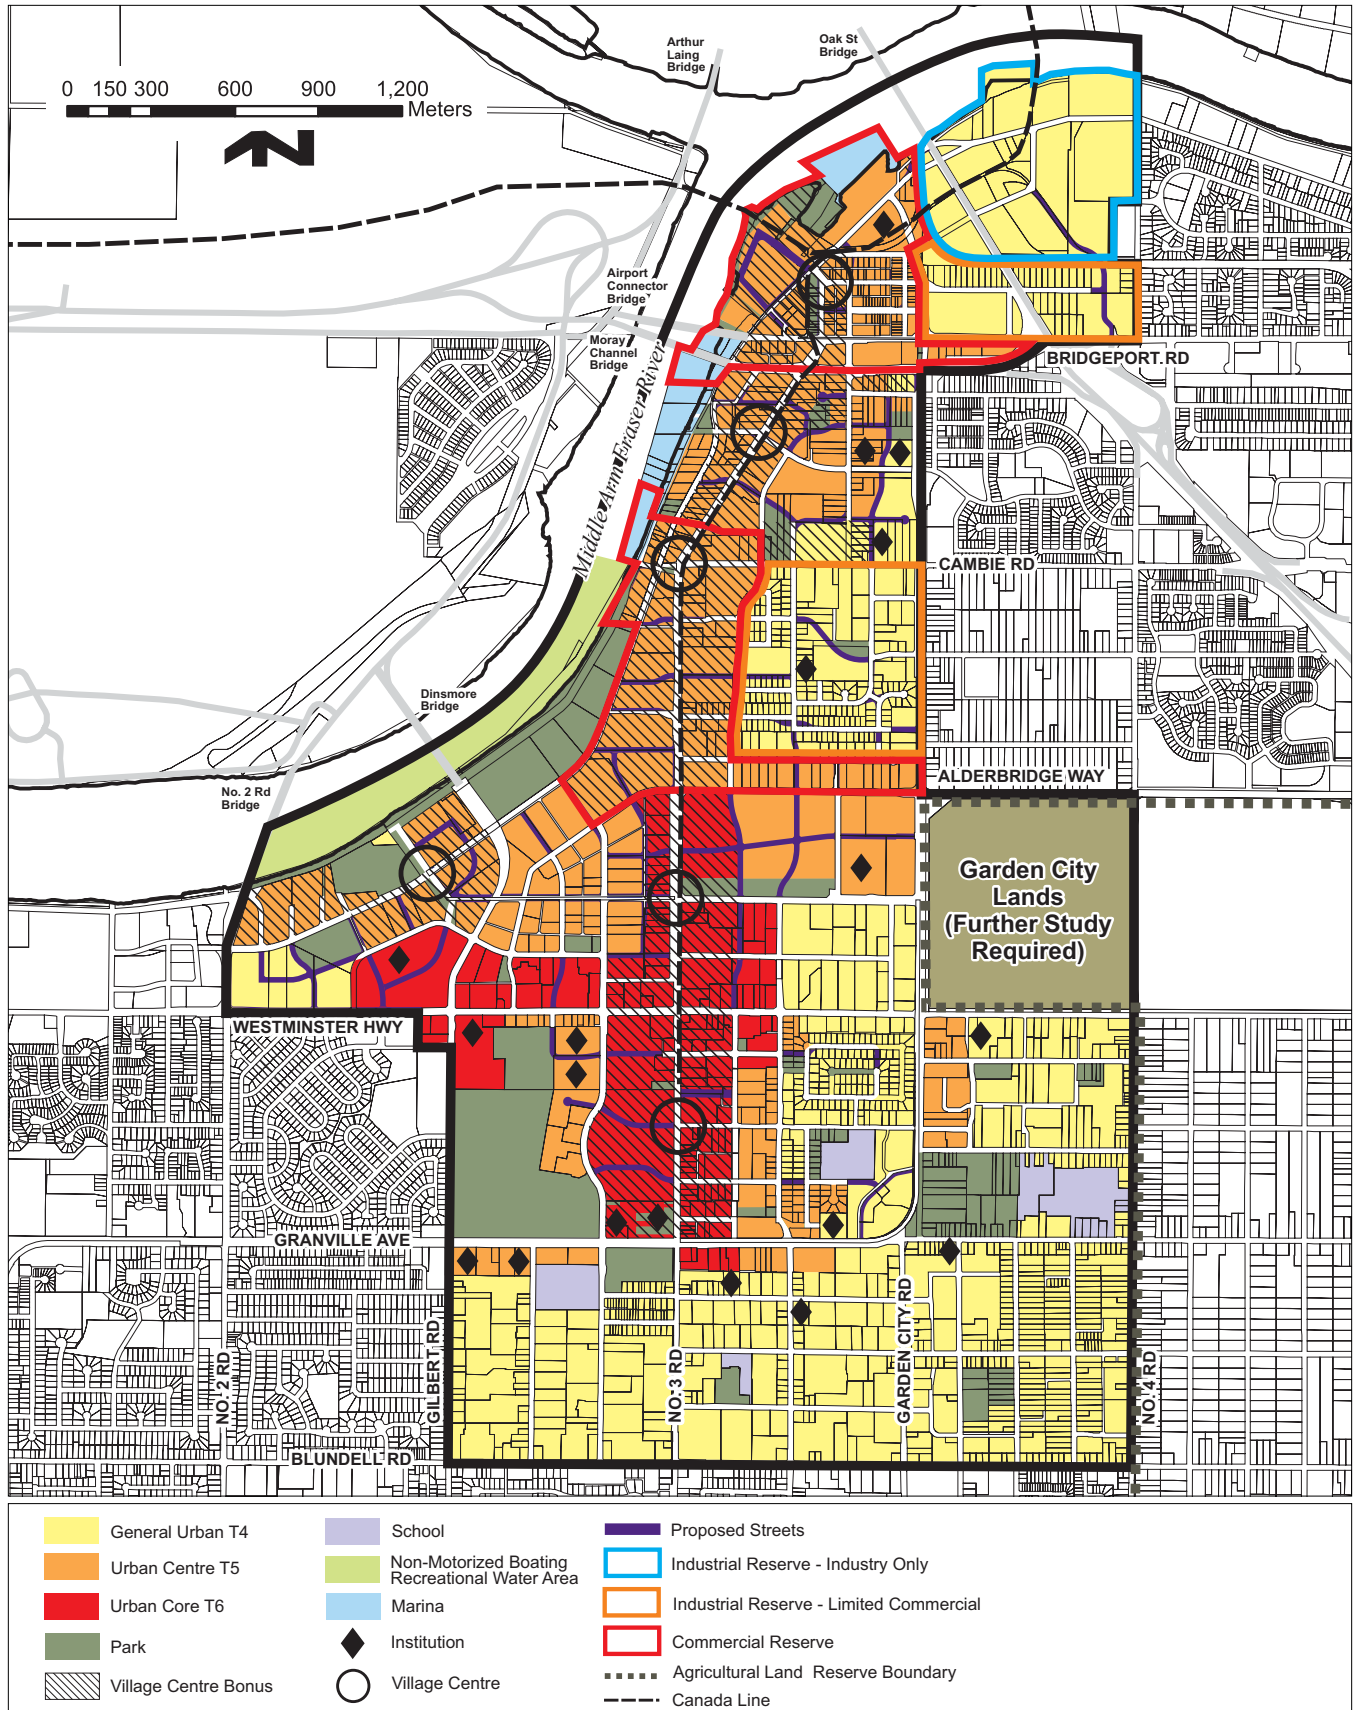 Arthur
Laing
Bridge
Oak St
Bridge
0 150 300 600 900 1,200
Meters
N
Airport
Connector
Bridge
Moray
Channel
Bridge
BRIDGEPORT RD
Middle Arm Fraser River
CAMBIE RD
Dinsmore
Bridge
No. 2 Rd
Bridge
ALDERBRIDGE WAY
Garden City
Lands
(Further Study
Required)
WESTMINSTER HWY
GRANVILLE AVE
NO. 2 RD
GILBERT RD
NO. 3 RD
GARDEN CITY RD
NO. 4 RD
BLUNDELL RD
General Urban T4
Urban Centre T5
Urban Core T6
Park
Village Centre Bonus
School
Non-Motorized Boating
Recreational Water Area
Marina
Institution
Village Centre
Proposed Streets
Industrial Reserve - Industry Only
Industrial Reserve - Limited Commercial
Commercial Reserve
Agricultural Land Reserve Boundary
Canada Line